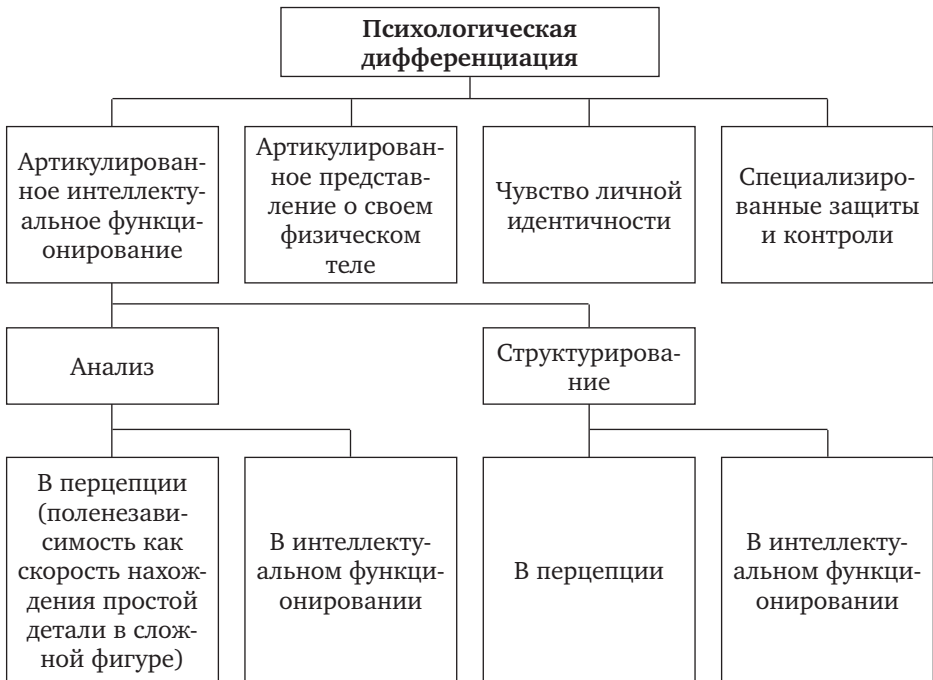 Психологическая
дифференциация
Артикулирован-
ное интеллекту-
альное функци-
онирование
Артикулирован-
ное представ-
ление о своем
физическом
теле
Чувство личной
идентичности
Специализиро-
ванные защиты
и контроли
Анализ
Структурирова-
ние
В перцепции
(поленезави-
симость как
скорость нахож-
дения простой
детали в слож-
ной фигуре)
В интеллекту-
альном функци-
онировании
В перцепции
В интеллекту-
альном функци-
онировании